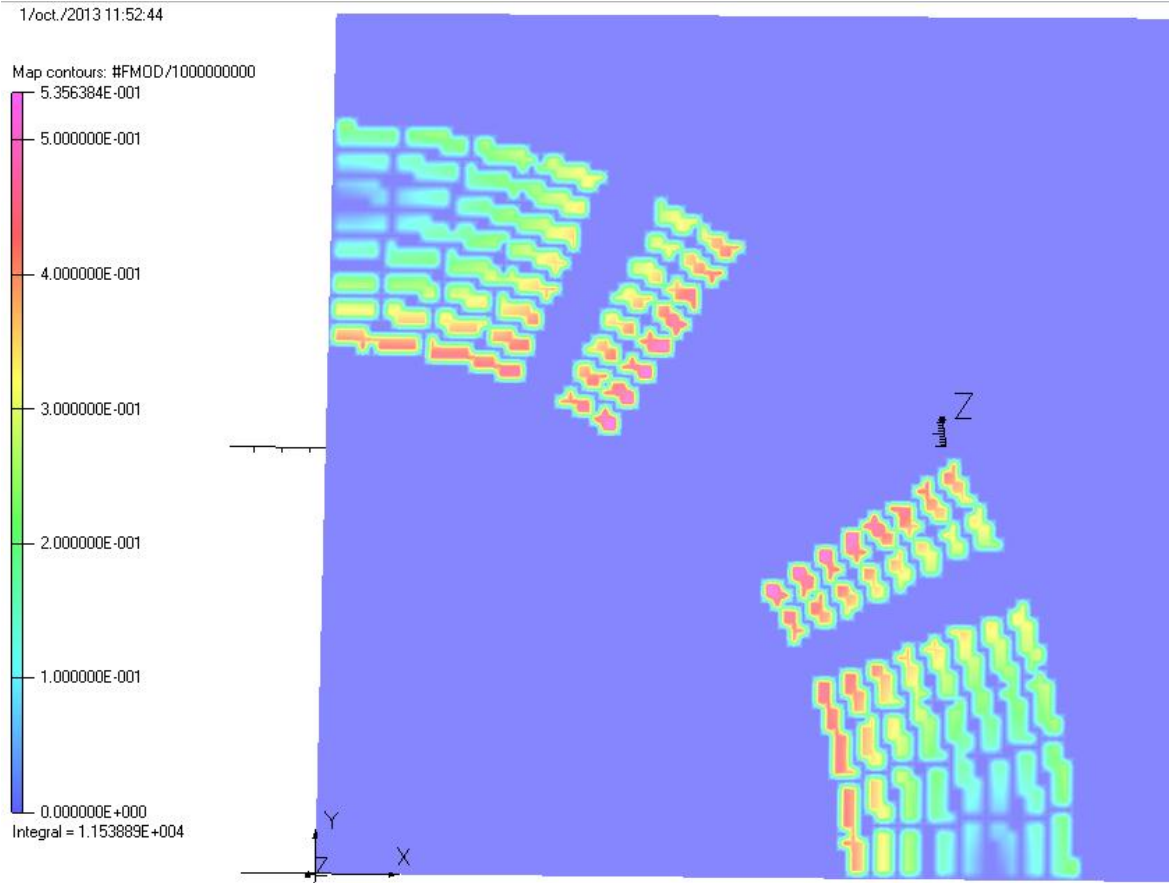 1/oct./2013 11:52:44
Map contours: #FMOD/1000000000
5.356384E-001
5.000000E-001
4.000000E-001
3.000000E-001
2.000000E-001
1.000000E-001
0.000000E+000
Integral = 1.153889E+004
Z
Y
Z
X